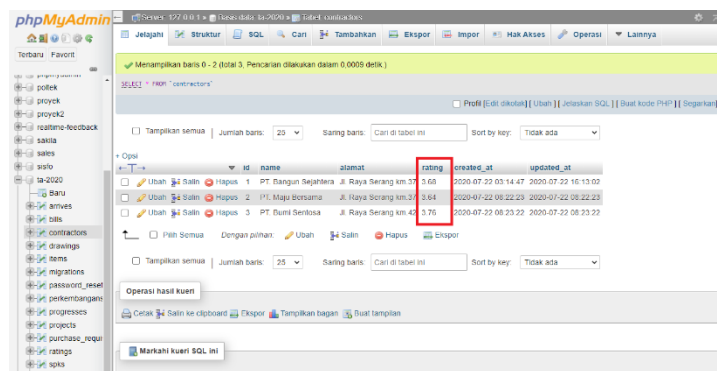 phpMyAdmin
Server: 127.0.0.1 » Basis data: ta-2020 » Tabel: contractors
Jelajahi Struktur SQL Cari Tambahkan Ekspor Impor Hak Akses Operasi Lainnya
Terbaru Favorit
phpmyadmin
poltek
proyek
proyek2
realtime-feedback
sakila
sales
sisfo
ta-2020
Baru
arrives
bills
contractors
drawings
items
migrations
password_reset
perkembangans
progresses
projects
purchase_requi
ratings
spks
Menampilkan baris 0 - 2 (total 3, Pencarian dilakukan dalam 0,0009 detik.)
SELECT * FROM `contractors`
Profil [Edit dikotak] [ Ubah ] [ Jelaskan SQL ] [ Buat kode PHP ] [ Segarkan]
Tampilkan semua | Jumlah baris: 25 Saring baris: Cari di tabel ini Sort by key: Tidak ada
+ Opsi
←T→ id name alamat rating created_at updated_at
Ubah Salin Hapus 1 PT. Bangun Sejahtera Jl. Raya Serang km.37 3.68 2020-07-22 03:14:47 2020-07-22 16:13:02
Ubah Salin Hapus 2 PT. Maju Bersama Jl. Raya Serang km.37 3.64 2020-07-22 08:22:23 2020-07-22 08:22:23
Ubah Salin Hapus 3 PT. Bumi Sentosa Jl. Raya Serang km.42 3.76 2020-07-22 08:23:22 2020-07-22 08:23:22
Pilih Semua Dengan pilihan: Ubah Salin Hapus Ekspor
Tampilkan semua | Jumlah baris: 25 Saring baris: Cari di tabel ini Sort by key: Tidak ada
Operasi hasil kueri
Cetak Salin ke clipboard Ekspor Tampilkan bagan Buat tampilan
Markahi kueri SQL ini